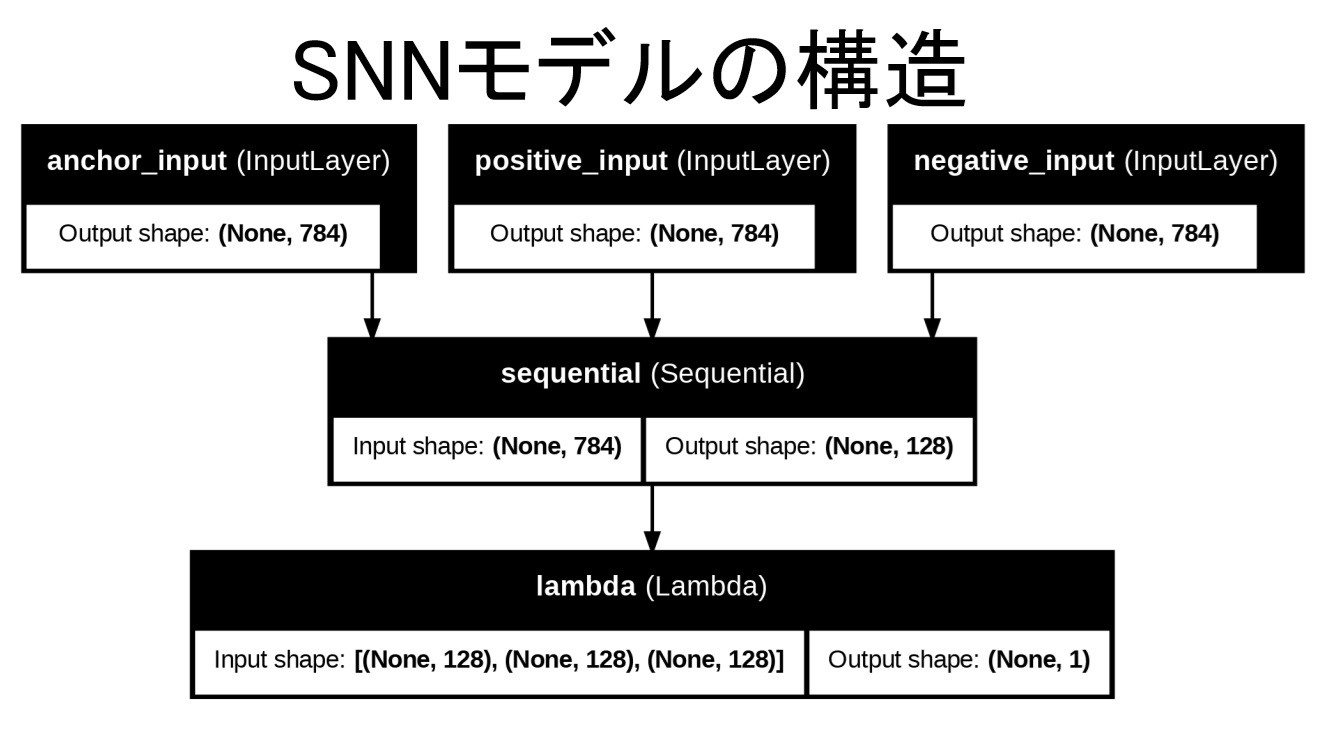 SNNモデルの構造
anchor_input (InputLayer)
Output shape: (None, 784)
positive_input (InputLayer)
Output shape: (None, 784)
negative_input (InputLayer)
Output shape: (None, 784)
sequential (Sequential)
Input shape: (None, 784)
Output shape: (None, 128)
lambda (Lambda)
Input shape: [(None, 128), (None, 128), (None, 128)]
Output shape: (None, 1)